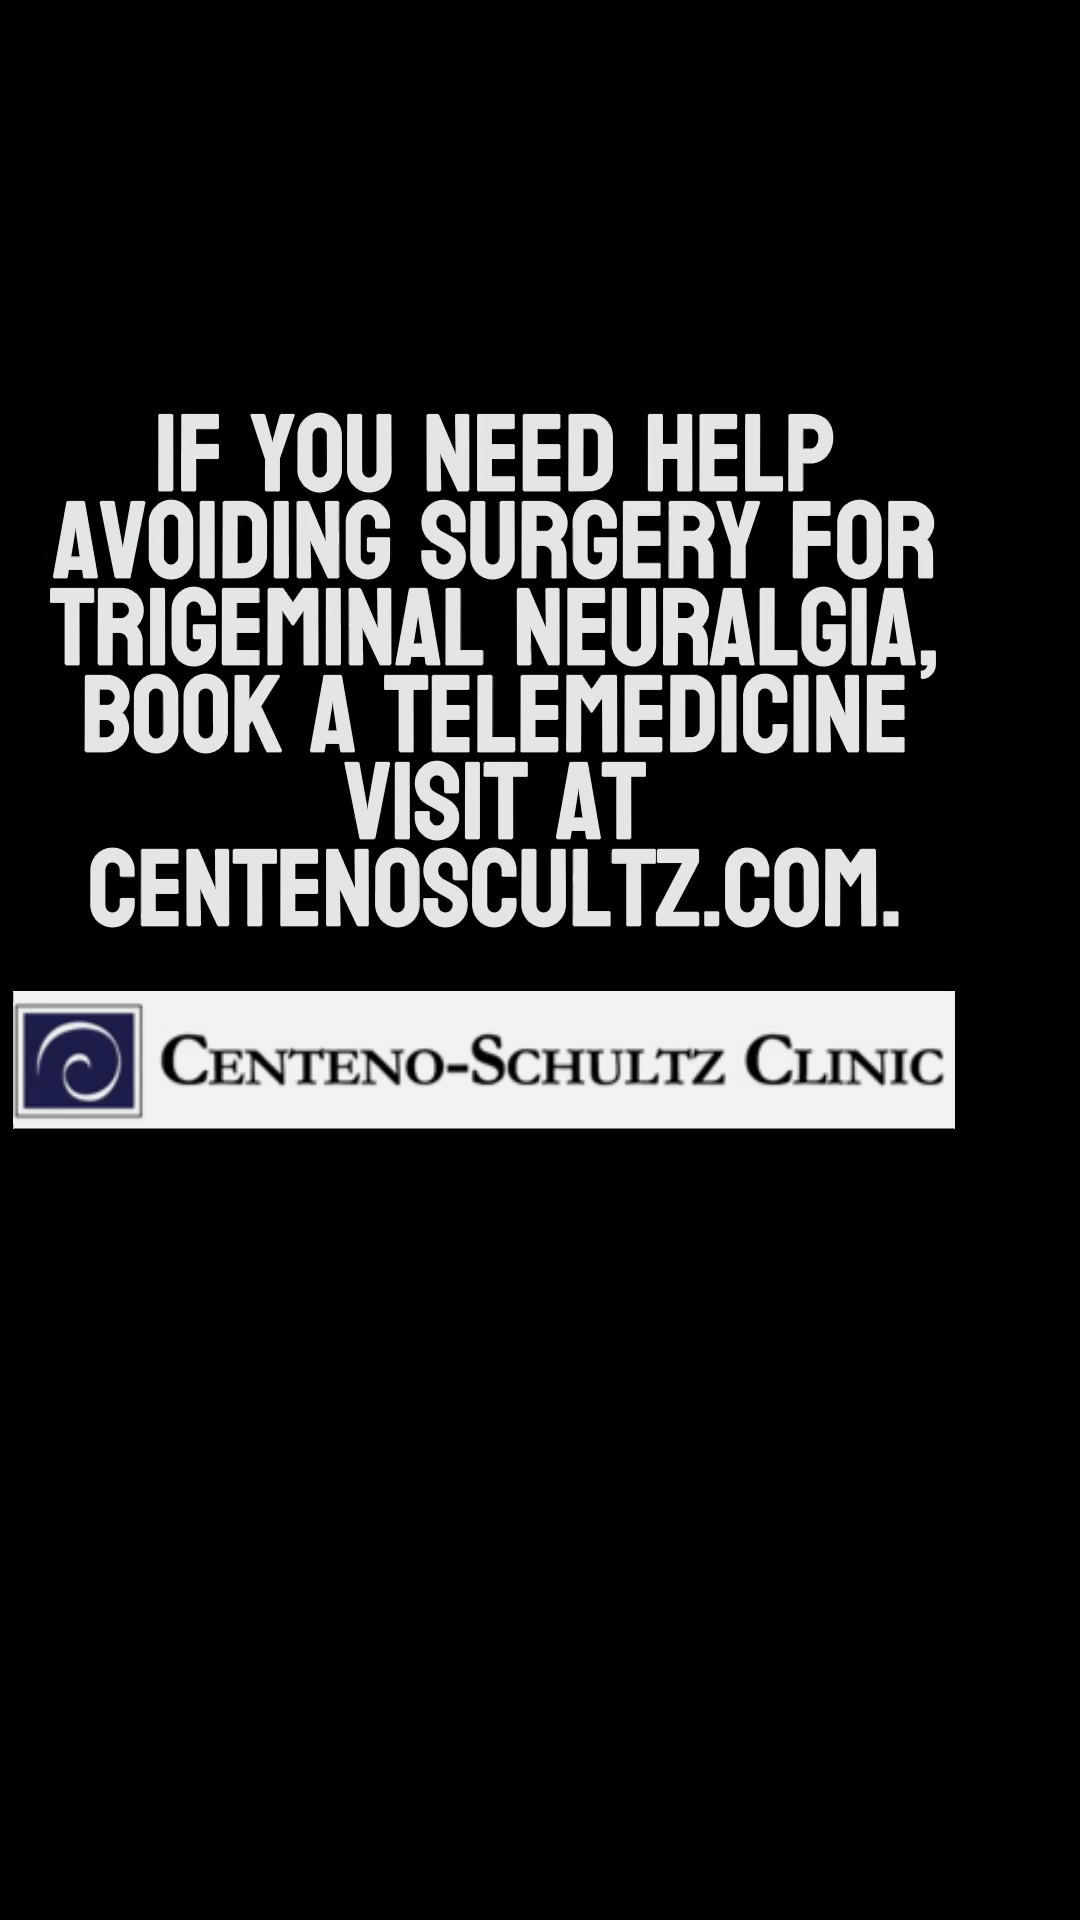 IF YOU NEED HELP
AVOIDING SURGERY FOR
TRIGEMINAL NEURALGIA,
BOOK A TELEMEDICINE
VISIT AT
CENTENOSCULTZ.COM.
CENTENO-SCHULTZ CLINIC